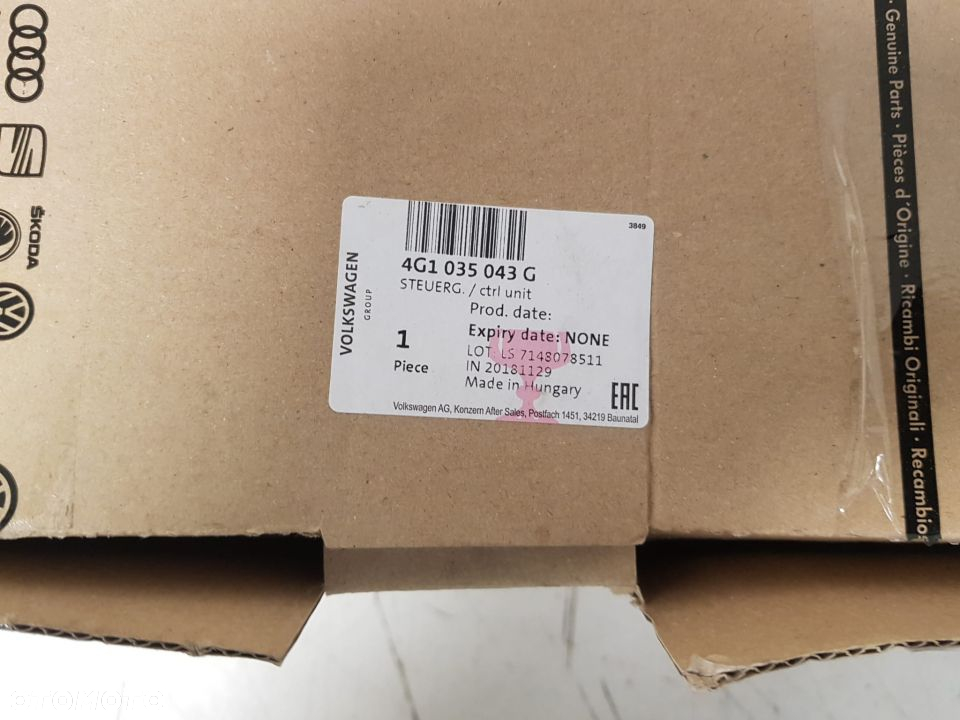 ŠKODA
3849
VOLKSWAGEN
GROUP
4G1 035 043 G
STEUERG. / ctrl unit
Prod. date:
Expiry date: NONE
1
Piece
LOT: LS 7148078511
IN 20181129
Made in Hungary
EAC
Volkswagen AG, Konzern After Sales, Postfach 1451, 34219 Baunatal
· Genuine Parts · Pièces d'Origine · Ricambi Originali · Recambios